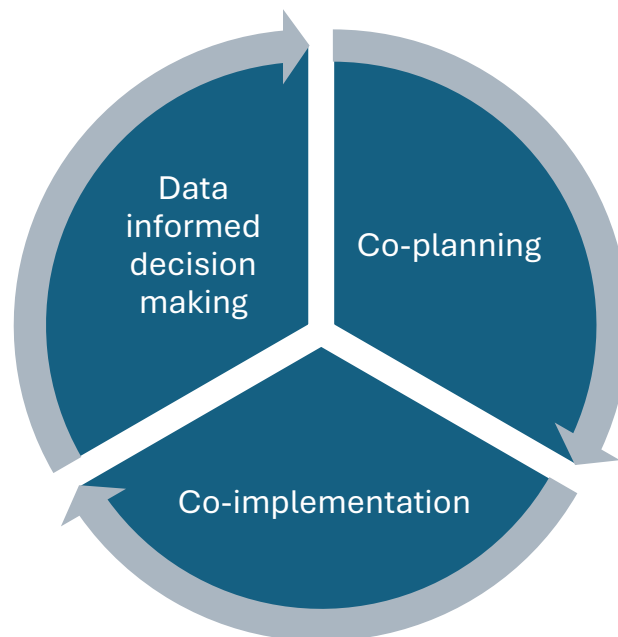 Data
informed
decision
making
Co-planning
Co-implementation